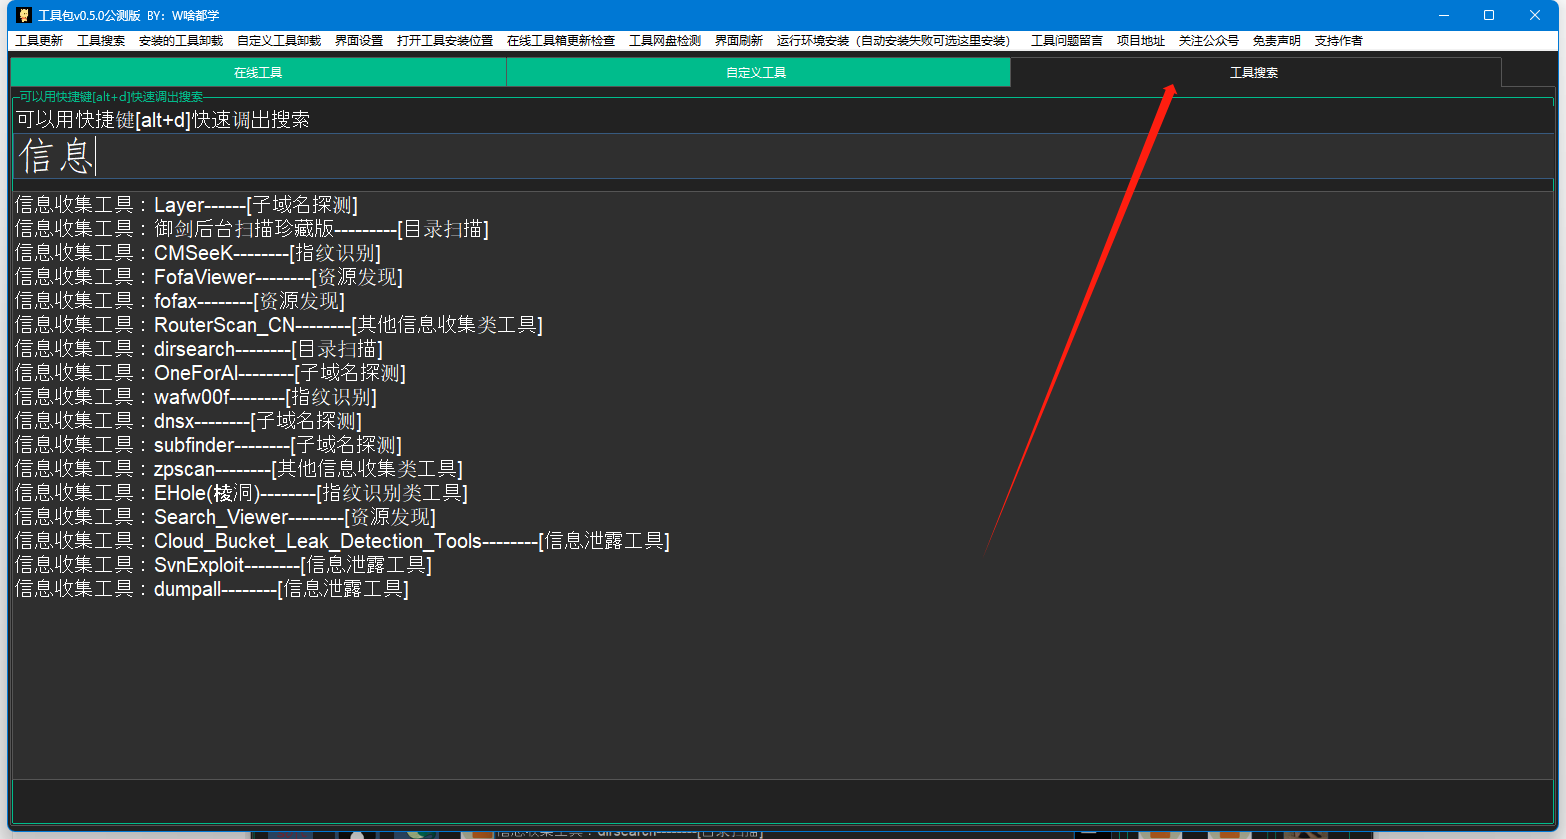 工具包v0.5.0公测版 BY：W啥都学
工具更新 工具搜索 安装的工具卸载 自定义工具卸载 界面设置 打开工具安装位置 在线工具箱更新检查 工具网盘检测 界面刷新 运行环境安装（自动安装失败可选这里安装） 工具问题留言 项目地址 关注公众号 免责声明 支持作者
在线工具 自定义工具 工具搜索
可以用快捷键[alt+d]快速调出搜索
可以用快捷键[alt+d]快速调出搜索
信息
信息收集工具：Layer------[子域名探测]
信息收集工具：御剑后台扫描珍藏版---------[目录扫描]
信息收集工具：CMSeeK--------[指纹识别]
信息收集工具：FofaViewer--------[资源发现]
信息收集工具：fofax--------[资源发现]
信息收集工具：RouterScan_CN--------[其他信息收集类工具]
信息收集工具：dirsearch--------[目录扫描]
信息收集工具：OneForAl--------[子域名探测]
信息收集工具：wafw00f--------[指纹识别]
信息收集工具：dnsx--------[子域名探测]
信息收集工具：subfinder--------[子域名探测]
信息收集工具：zpscan--------[其他信息收集类工具]
信息收集工具：EHole(棱洞)--------[指纹识别类工具]
信息收集工具：Search_Viewer--------[资源发现]
信息收集工具：Cloud_Bucket_Leak_Detection_Tools--------[信息泄露工具]
信息收集工具：SvnExploit--------[信息泄露工具]
信息收集工具：dumpall--------[信息泄露工具]
信息收集工具：dirsearch--------[目录扫描]